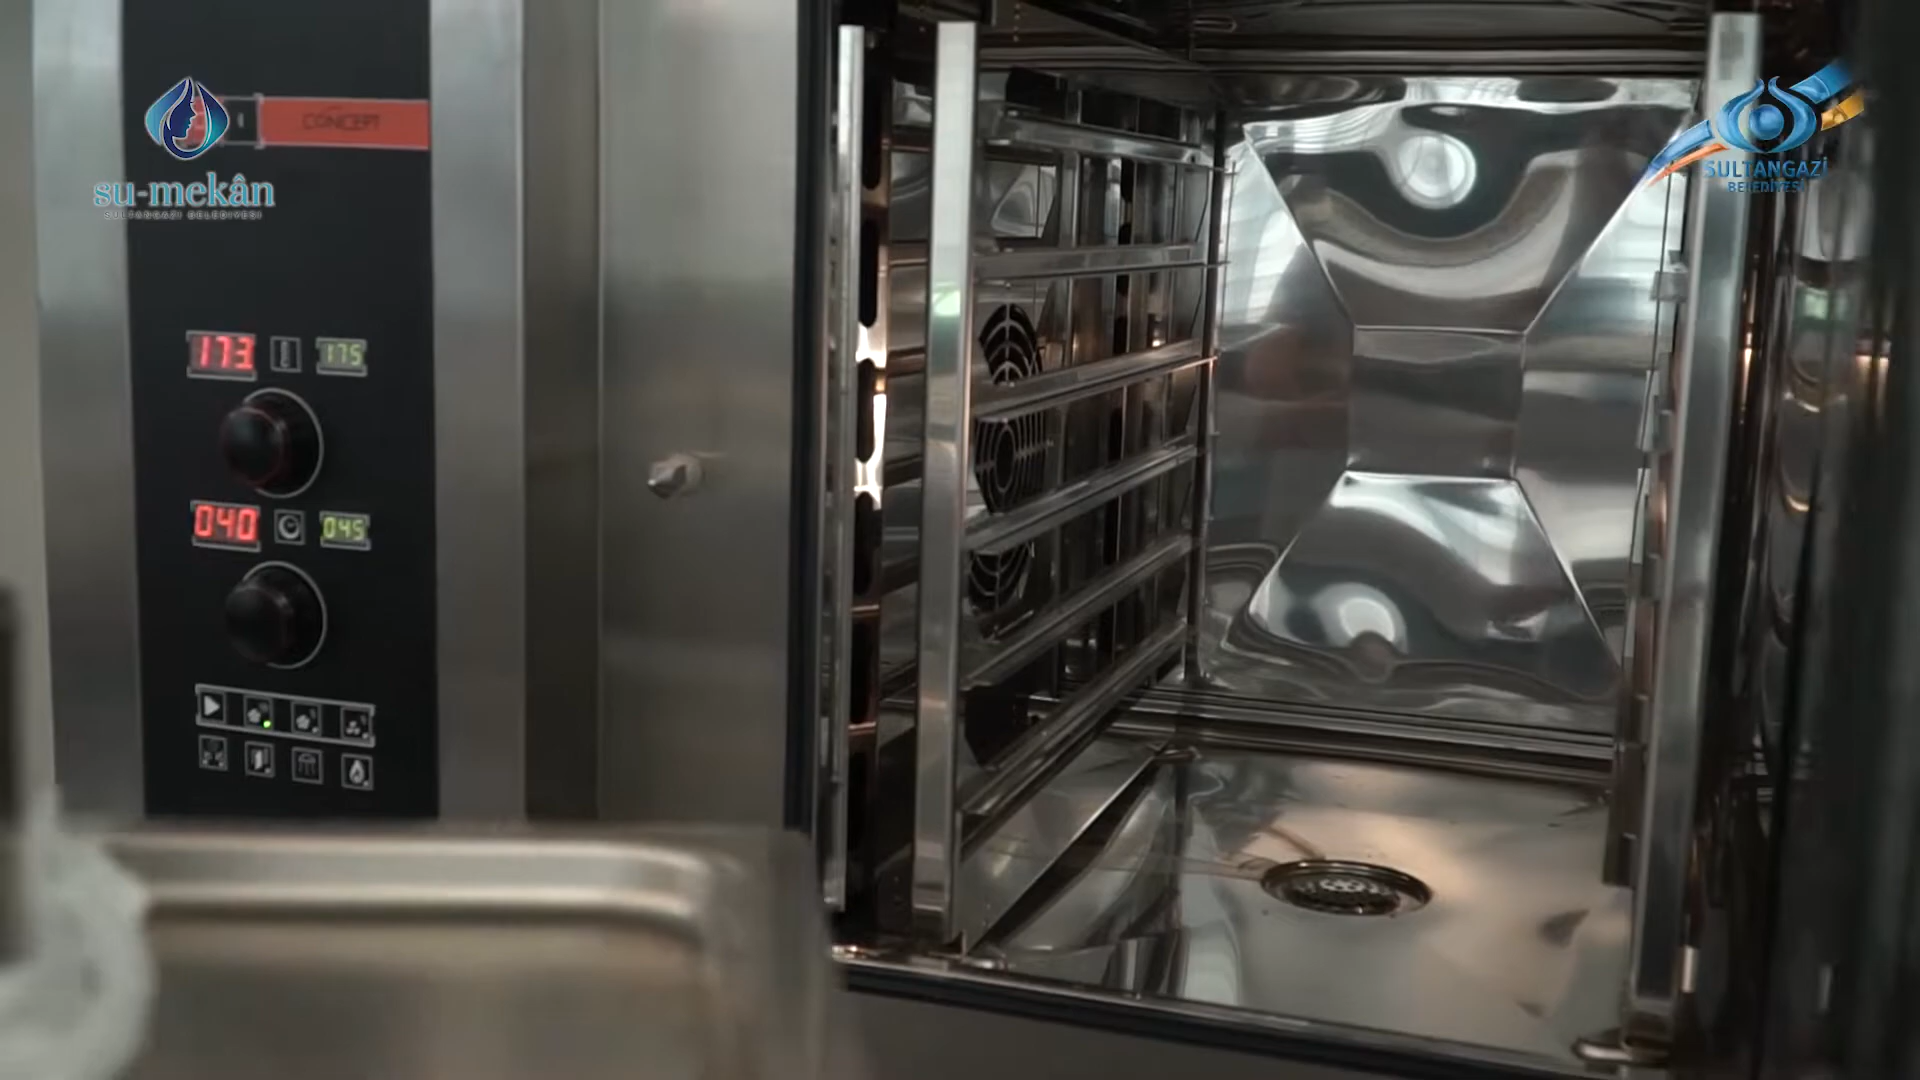 CONCEPT
su-mekân
SULTANGAZİ BELEDİYESİ
SULTANGAZİ
BELEDİYESİ
173
175
040
045